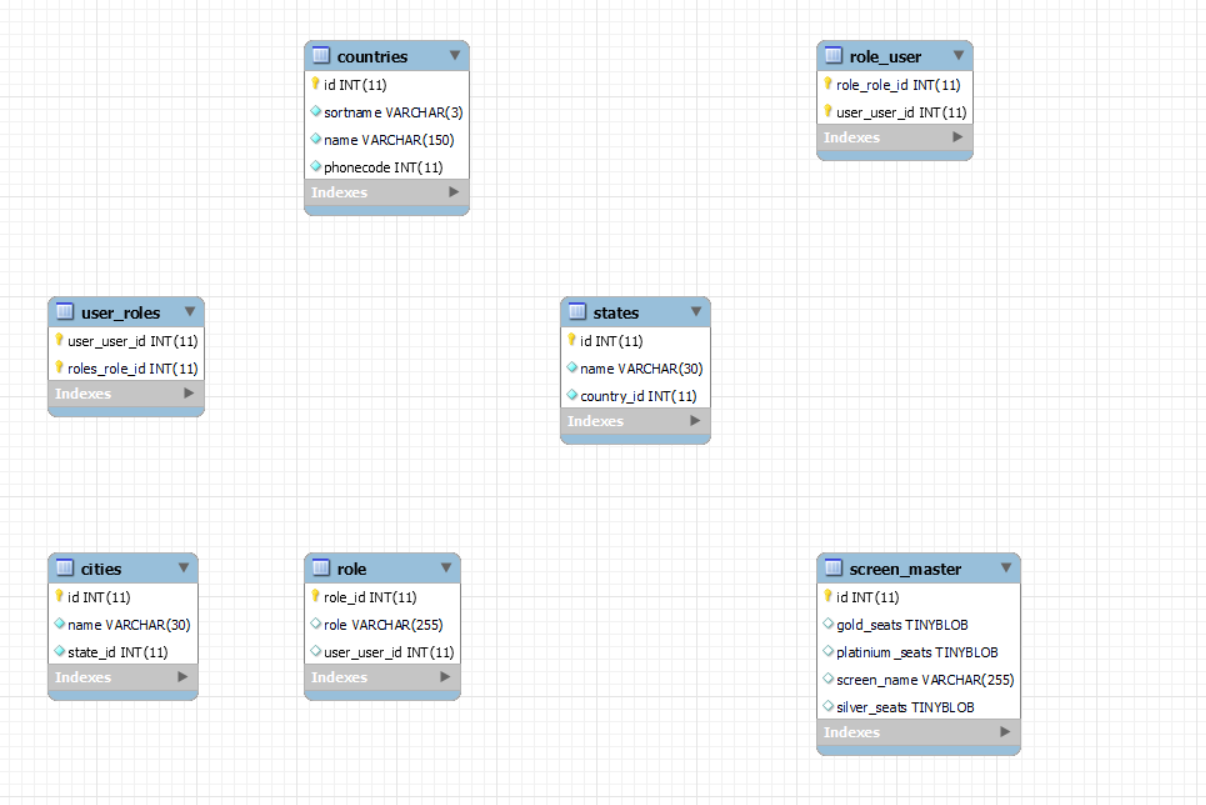 countries
id INT(11)
sortname VARCHAR(3)
name VARCHAR(150)
phonecode INT(11)
Indexes
role_user
role_role_id INT(11)
user_user_id INT(11)
Indexes
user_roles
user_user_id INT(11)
roles_role_id INT(11)
Indexes
states
id INT(11)
name VARCHAR(30)
country_id INT(11)
Indexes
cities
id INT(11)
name VARCHAR(30)
state_id INT(11)
Indexes
role
role_id INT(11)
role VARCHAR(255)
user_user_id INT(11)
Indexes
screen_master
id INT(11)
gold_seats TINYBLOB
platinium_seats TINYBLOB
screen_name VARCHAR(255)
silver_seats TINYBLOB
Indexes